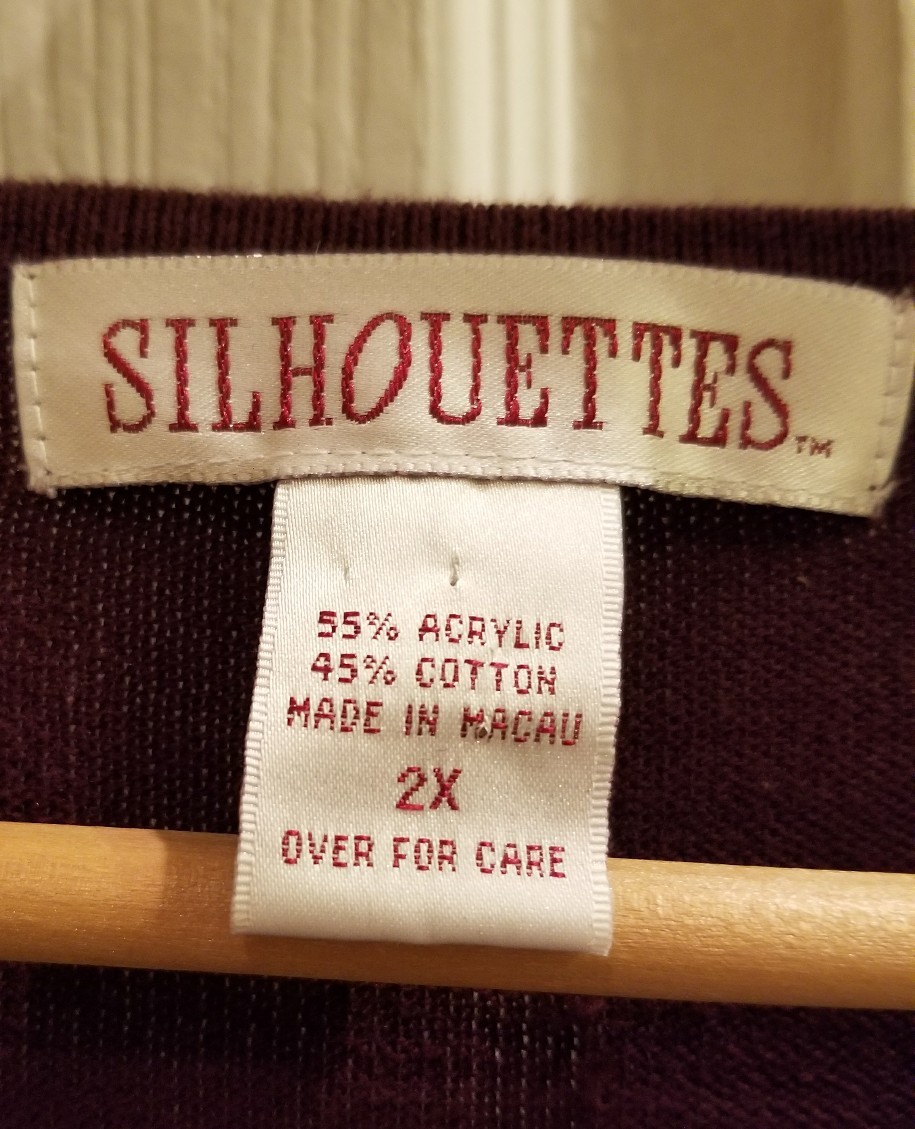 SILHOUETTES™
55% ACRYLIC
45% COTTON
MADE IN MACAU
2X
OVER FOR CARE